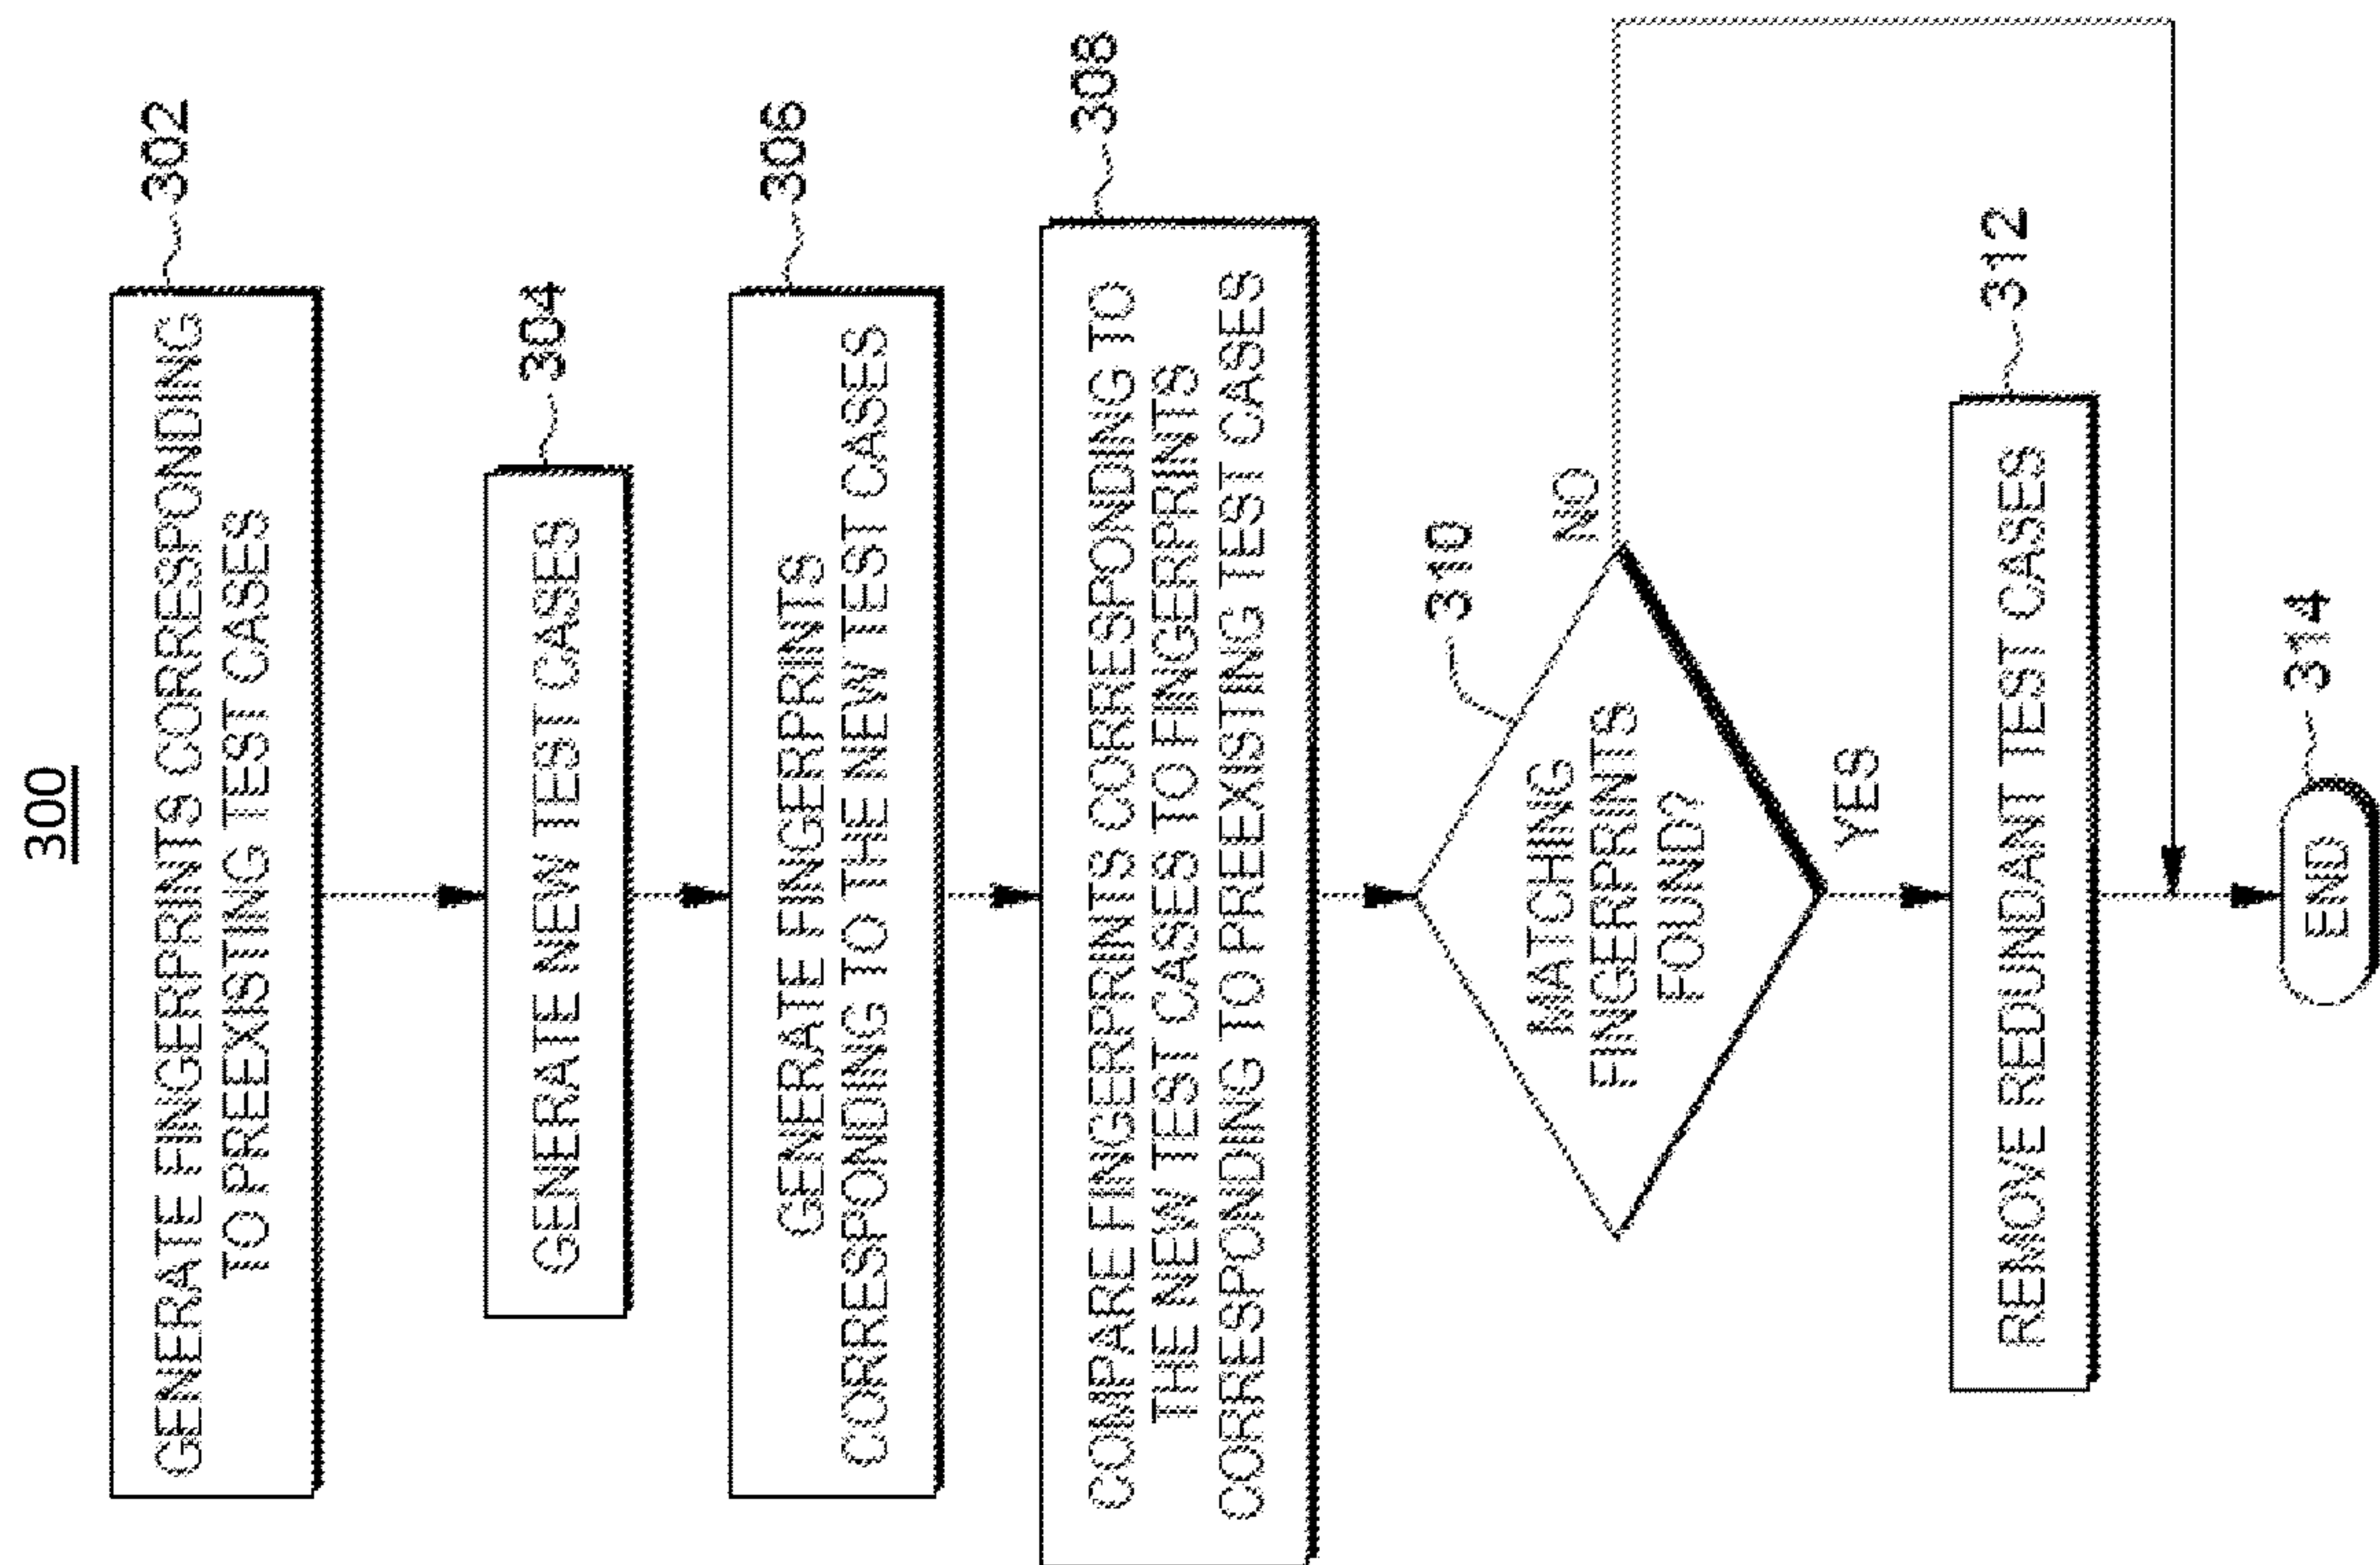 300
GENERATE FINGERPRINTS CORRESPONDING
TO PREEXISTING TEST CASES
302
GENERATE NEW TEST CASES
304
GENERATE FINGERPRINTS
CORRESPONDING TO THE NEW TEST CASES
306
COMPARE FINGERPRINTS CORRESPONDING TO
THE NEW TEST CASES TO FINGERPRINTS
CORRESPONDING TO PREEXISTING TEST CASES
308
MATCHING
FINGERPRINTS
FOUND?
310
NO
YES
REMOVE REDUNDANT TEST CASES
312
END
314